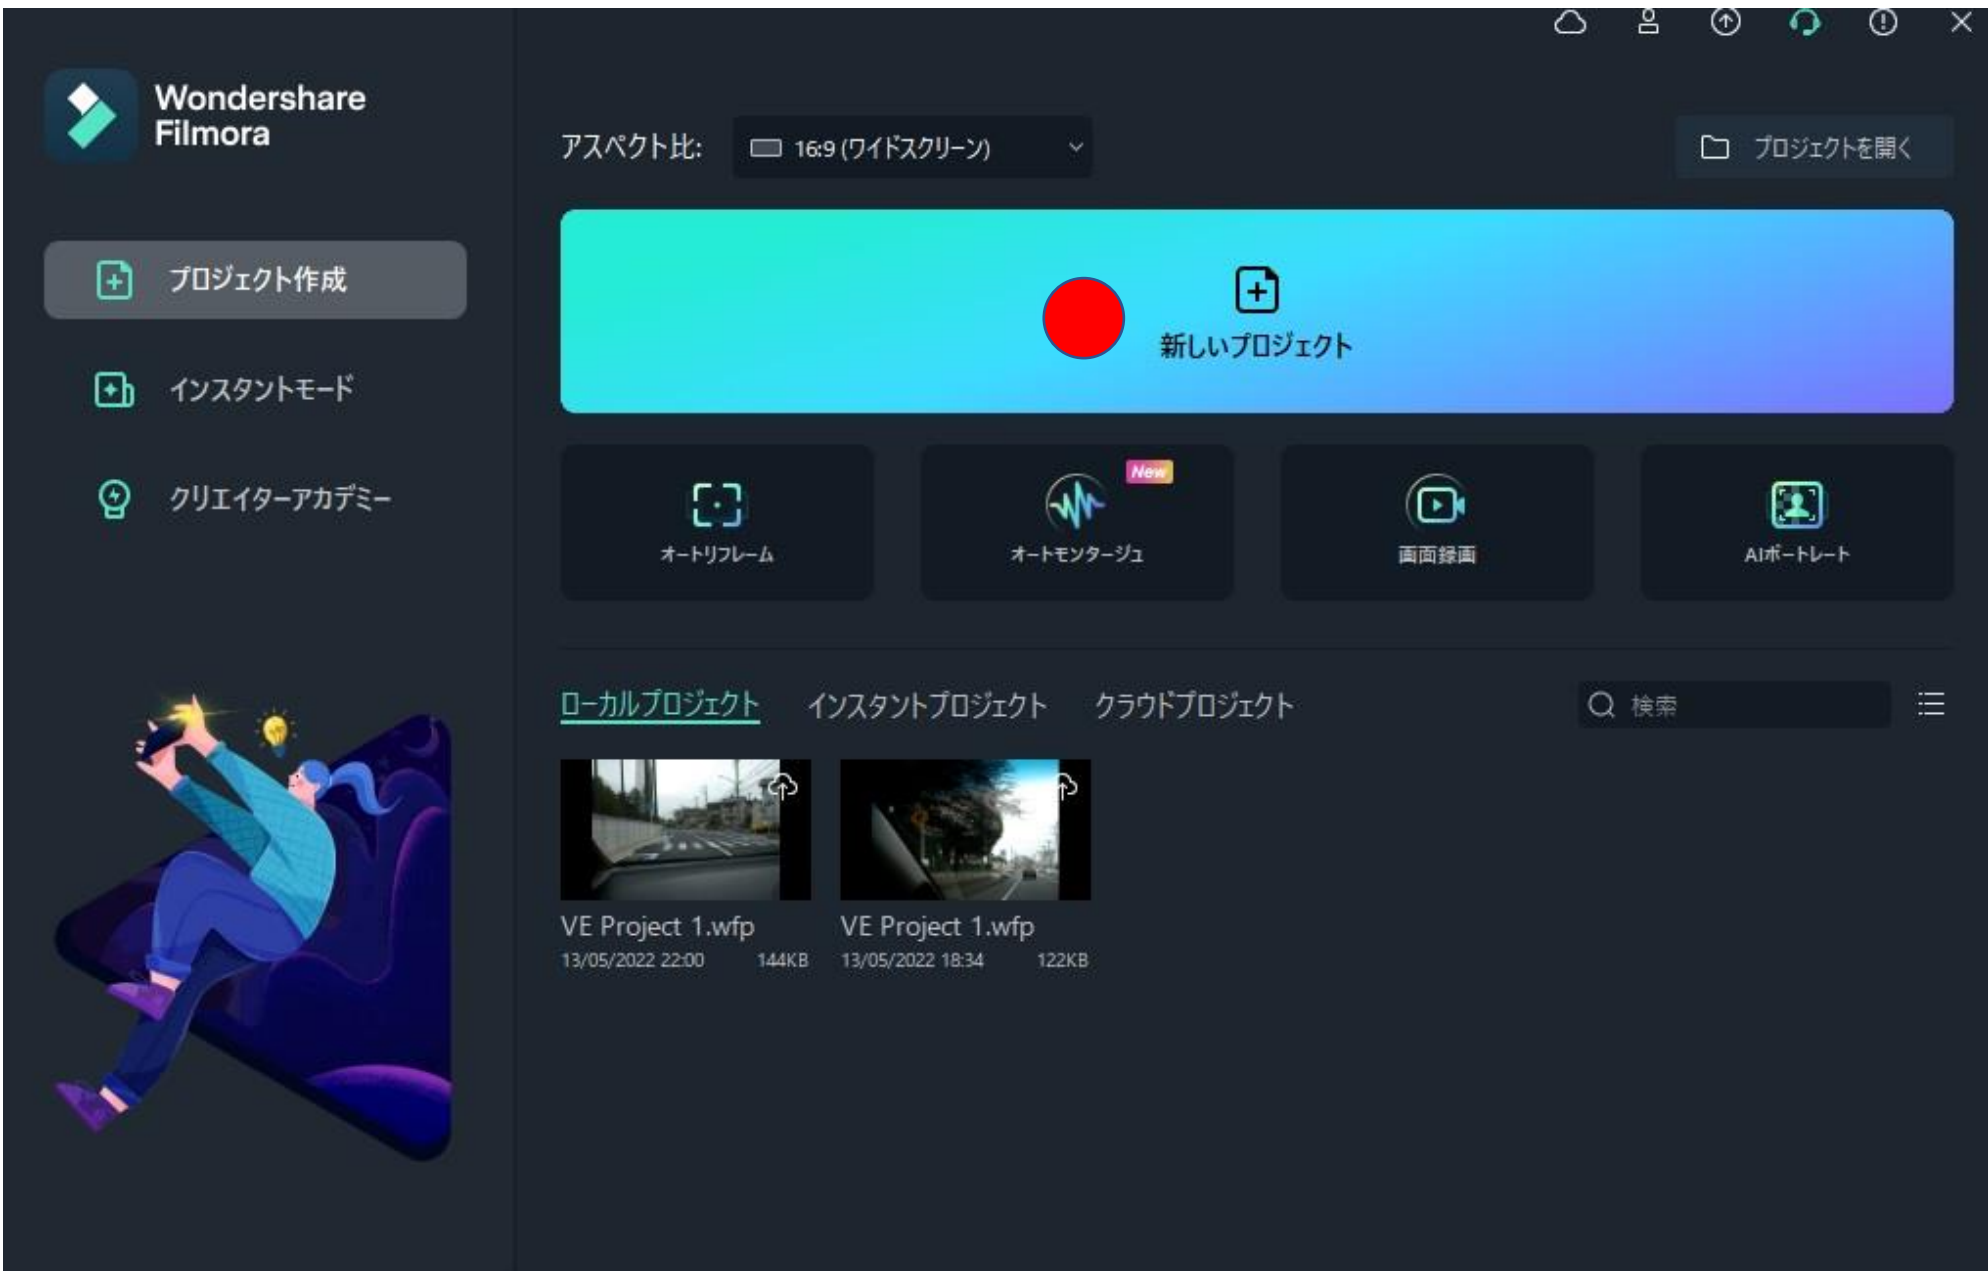 Wondershare
Filmora
アスペクト比:
16:9 (ワイドスクリーン)
プロジェクトを開く
プロジェクト作成
インスタントモード
クリエイターアカデミー
新しいプロジェクト
New
オートリフレーム
オートモンタージュ
画面録画
AIポートレート
ローカルプロジェクト
インスタントプロジェクト
クラウドプロジェクト
検索
VE Project 1.wfp
13/05/2022 22:00 144KB
VE Project 1.wfp
13/05/2022 18:34 122KB